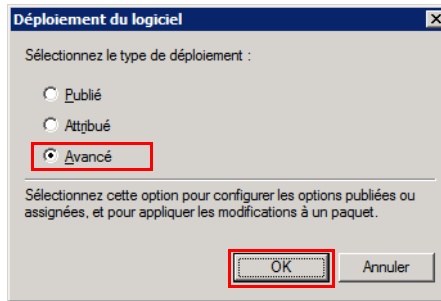 Déploiement du logiciel
Sélectionnez le type de déploiement :
Publié
Attribué
Avancé
Sélectionnez cette option pour configurer les options publiées ou
assignées, et pour appliquer les modifications à un paquet.
OK
Annuler